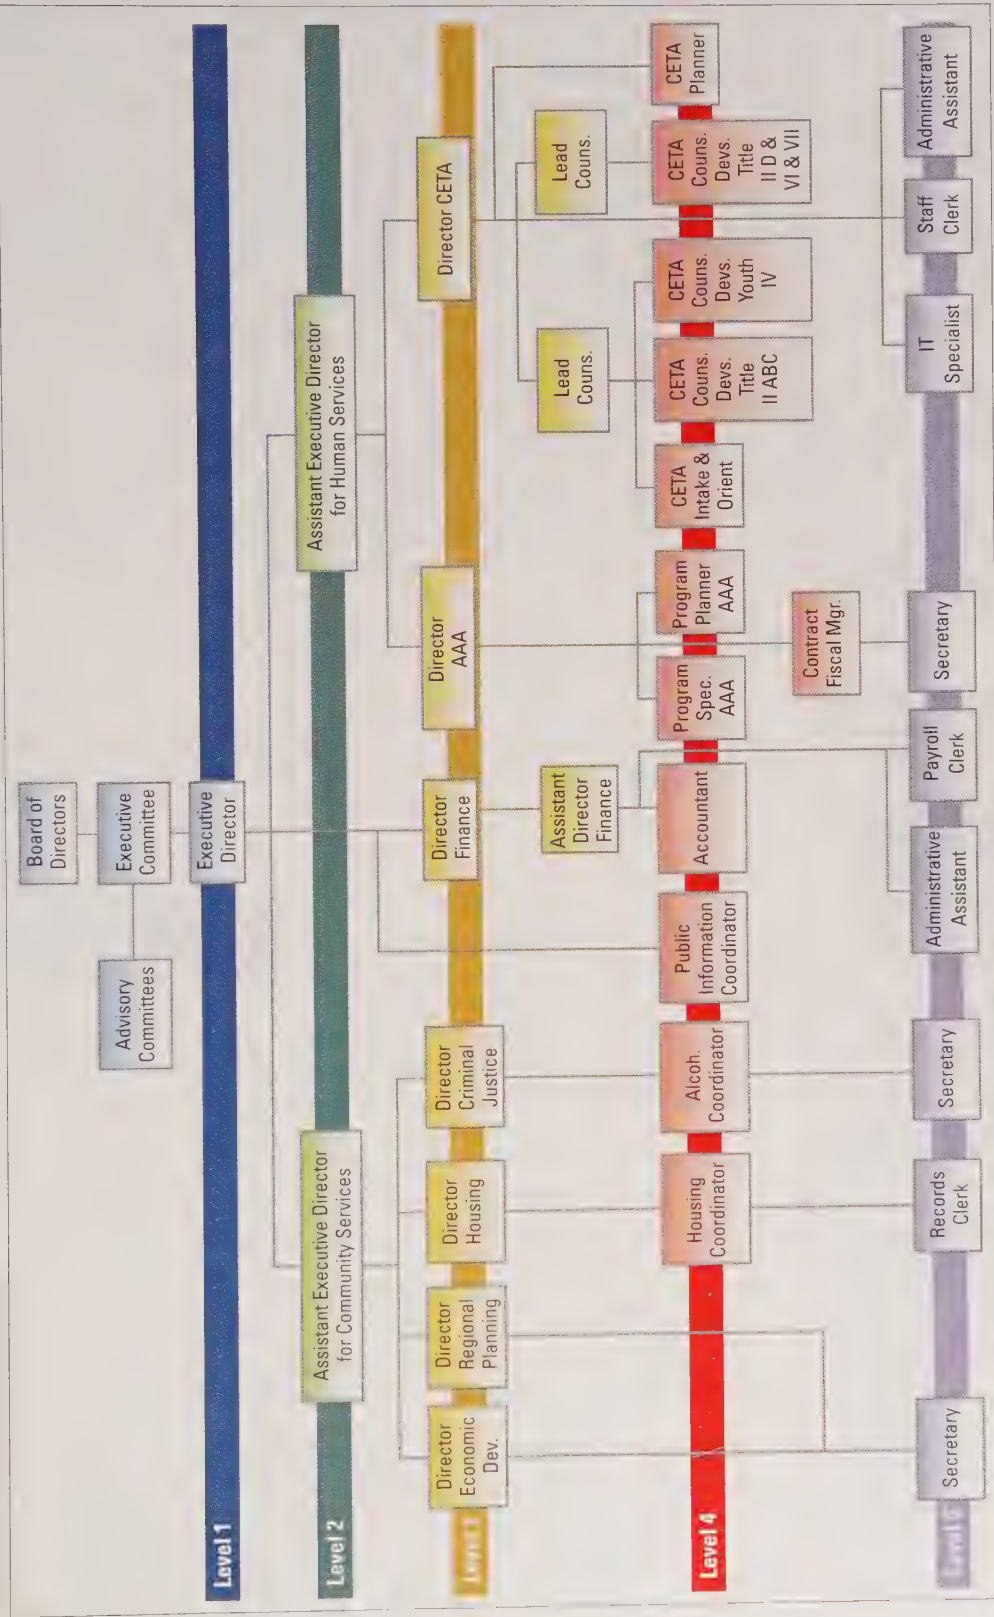 Board of
Directors
Advisory
Committees
Executive
Committee
Level 1
Executive
Director
Level 2
Assistant Executive Director
for Community Services
Assistant Executive Director
for Human Services
Level 3
Director
Economic
Dev.
Director
Regional
Planning
Director
Housing
Director
Criminal
Justice
Director
Finance
Director
AAA
Director CETA
Assistant
Director
Finance
Lead
Couns.
Lead
Couns.
Level 4
Housing
Coordinator
Alcoh.
Coordinator
Public
Information
Coordinator
Accountant
Program
Spec.
AAA
Program
Planner
AAA
CETA
Intake &
Orient
CETA
Couns.
Devs.
Title
II ABC
CETA
Couns.
Devs.
Youth
IV
CETA
Couns.
Devs.
Title
II D &
VI & VII
CETA
Planner
Contract
Fiscal Mgr.
Level 5
Secretary
Records
Clerk
Secretary
Administrative
Assistant
Payroll
Clerk
Secretary
IT
Specialist
Staff
Clerk
Administrative
Assistant